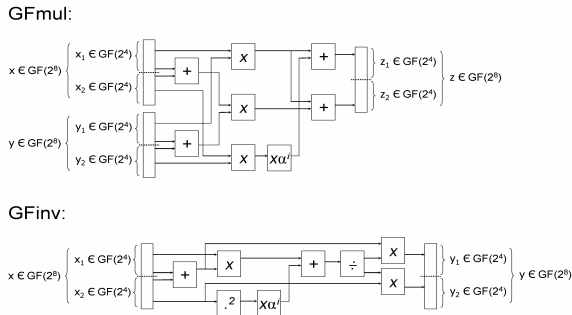 GFmul:
x ∈ GF(2⁸)
x₁ ∈ GF(2⁴)
x₂ ∈ GF(2⁴)
y ∈ GF(2⁸)
y₁ ∈ GF(2⁴)
y₂ ∈ GF(2⁴)
+
+
x
x
x
xαⁱ
+
+
z₁ ∈ GF(2⁴)
z₂ ∈ GF(2⁴)
z ∈ GF(2⁸)
GFinv:
x ∈ GF(2⁸)
x₁ ∈ GF(2⁴)
x₂ ∈ GF(2⁴)
+
x
.²
xαⁱ
+
÷
x
x
y₁ ∈ GF(2⁴)
y₂ ∈ GF(2⁴)
y ∈ GF(2⁸)